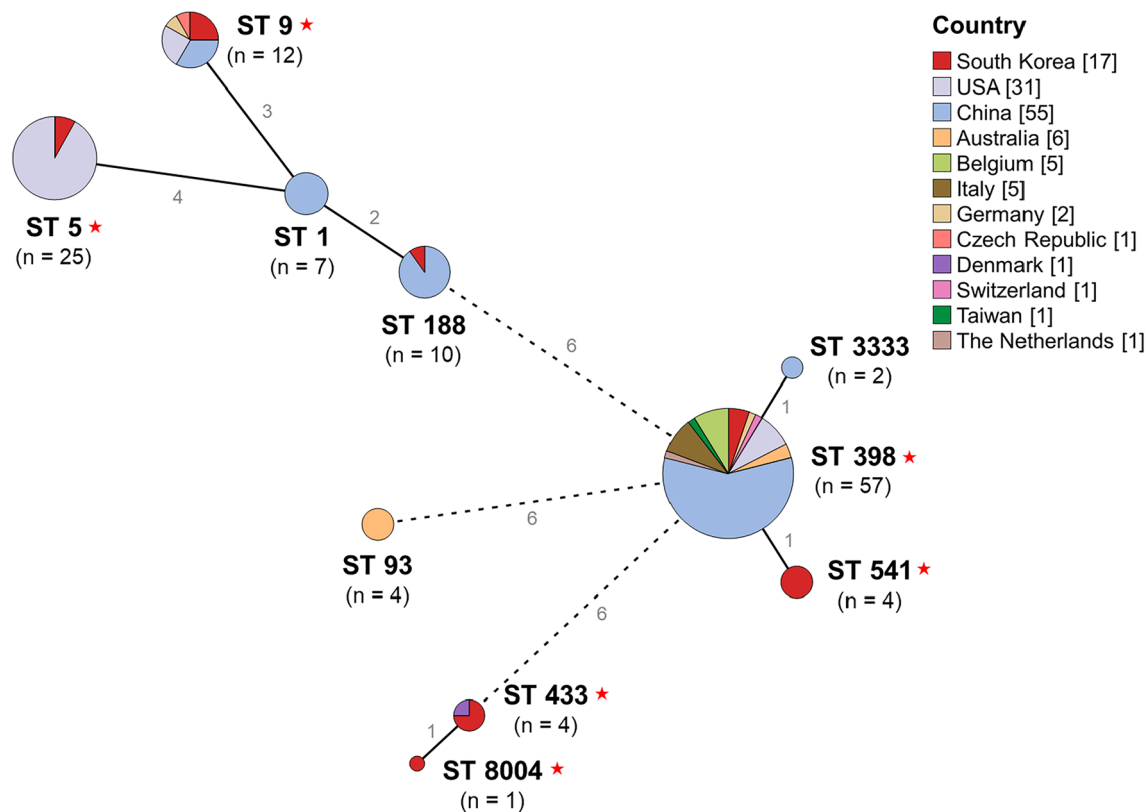 ST 9 ★
(n = 12)
3
ST 5 ★
(n = 25)
4
ST 1
(n = 7)
2
ST 188
(n = 10)
6
ST 3333
(n = 2)
1
ST 398 ★
(n = 57)
6
ST 93
(n = 4)
1
ST 541 ★
(n = 4)
6
ST 433 ★
(n = 4)
1
ST 8004 ★
(n = 1)
Country
South Korea [17]
USA [31]
China [55]
Australia [6]
Belgium [5]
Italy [5]
Germany [2]
Czech Republic [1]
Denmark [1]
Switzerland [1]
Taiwan [1]
The Netherlands [1]